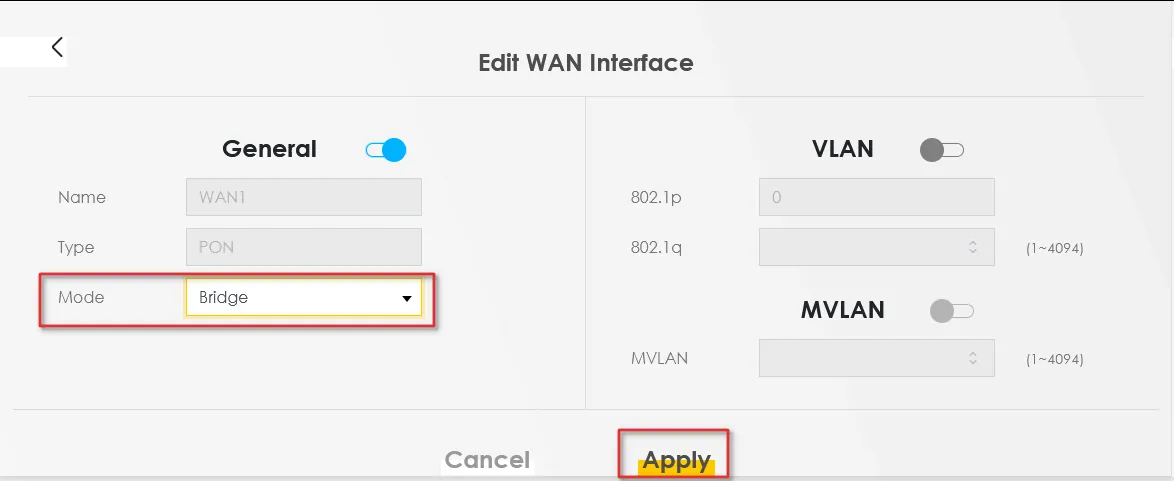 Edit WAN Interface
General
Name WAN1
Type PON
Mode Bridge
VLAN
802.1p 0
802.1q (1~4094)
MVLAN
MVLAN (1~4094)
Cancel Apply